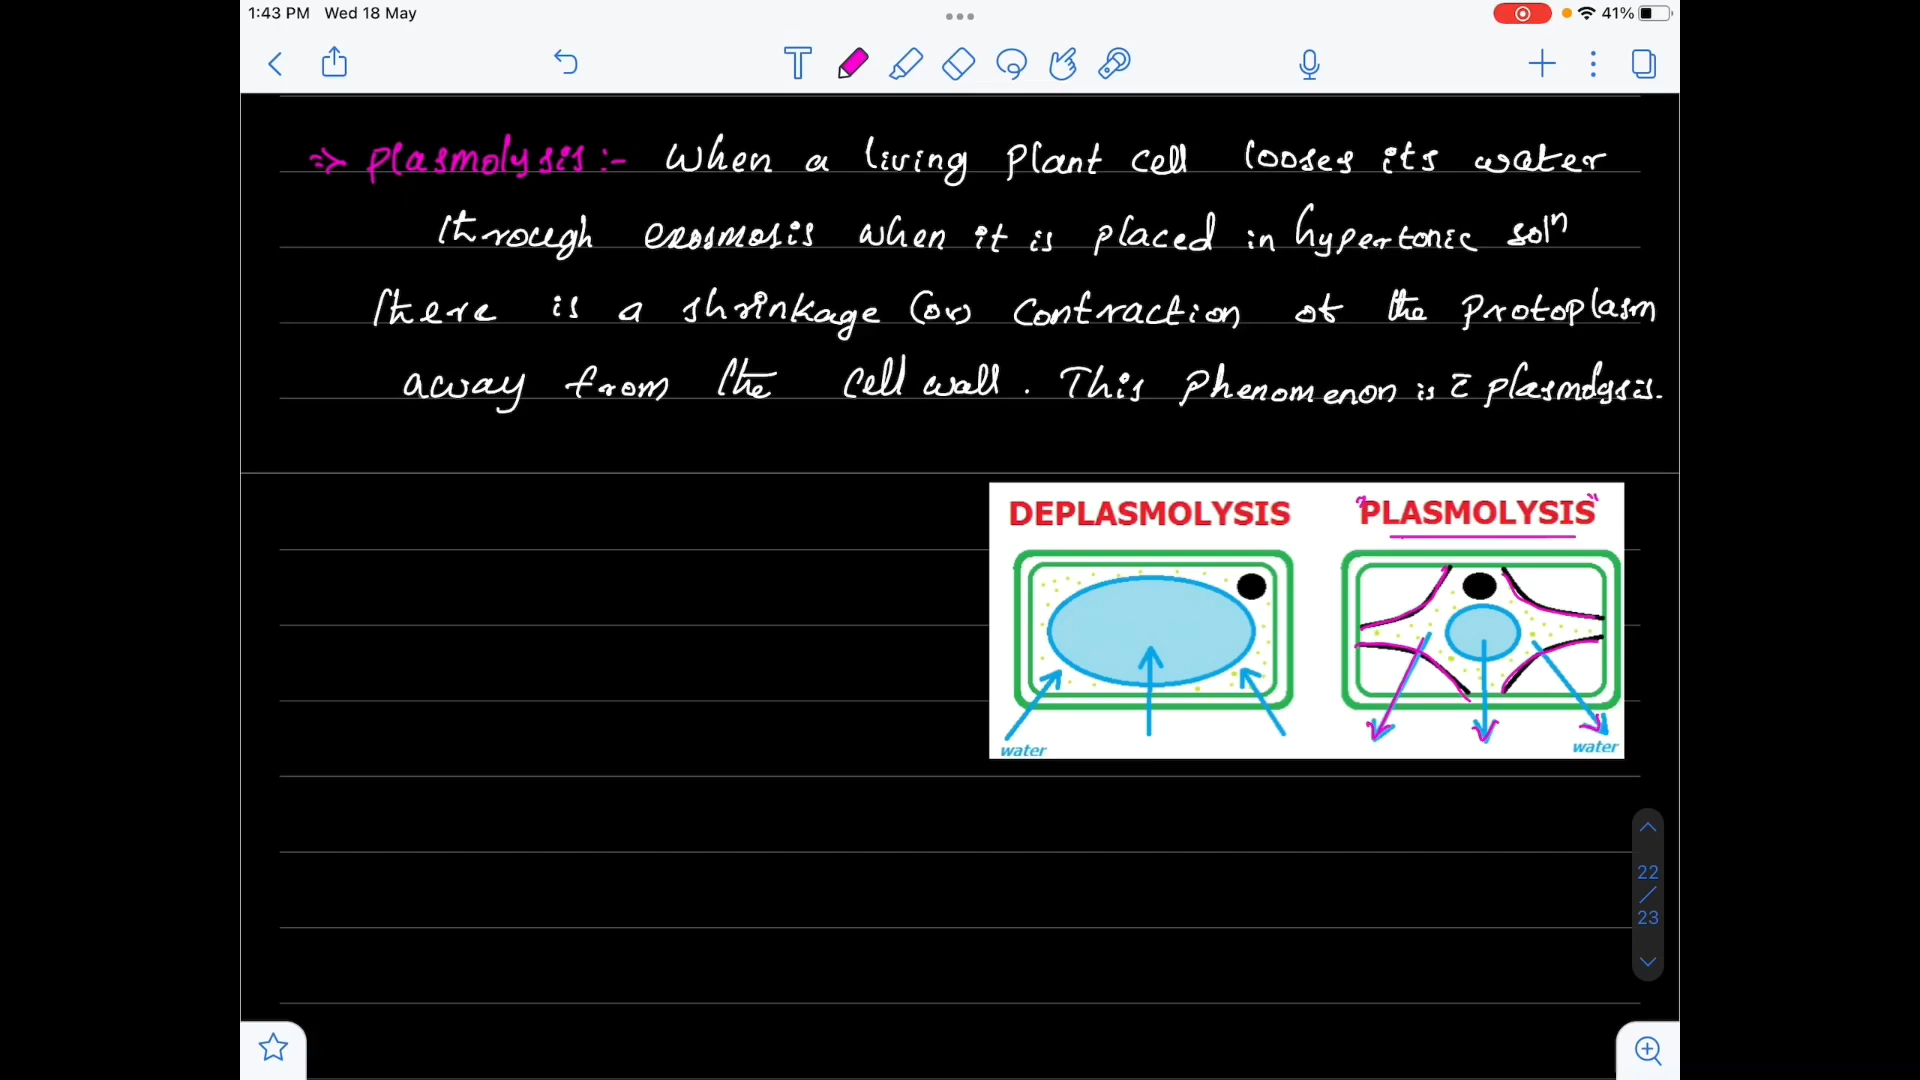 1:43 PM Wed 18 May
41%
⇒ plasmolysis :- When a living plant cell looses its water
through exosmosis when it is placed in hypertonic solⁿ
there is a shrinkage (or) contraction of the protoplasm
away from the cell wall. This phenomenon is c̄ plasmolysis.
DEPLASMOLYSIS "PLASMOLYSIS"
water water
22
/
23